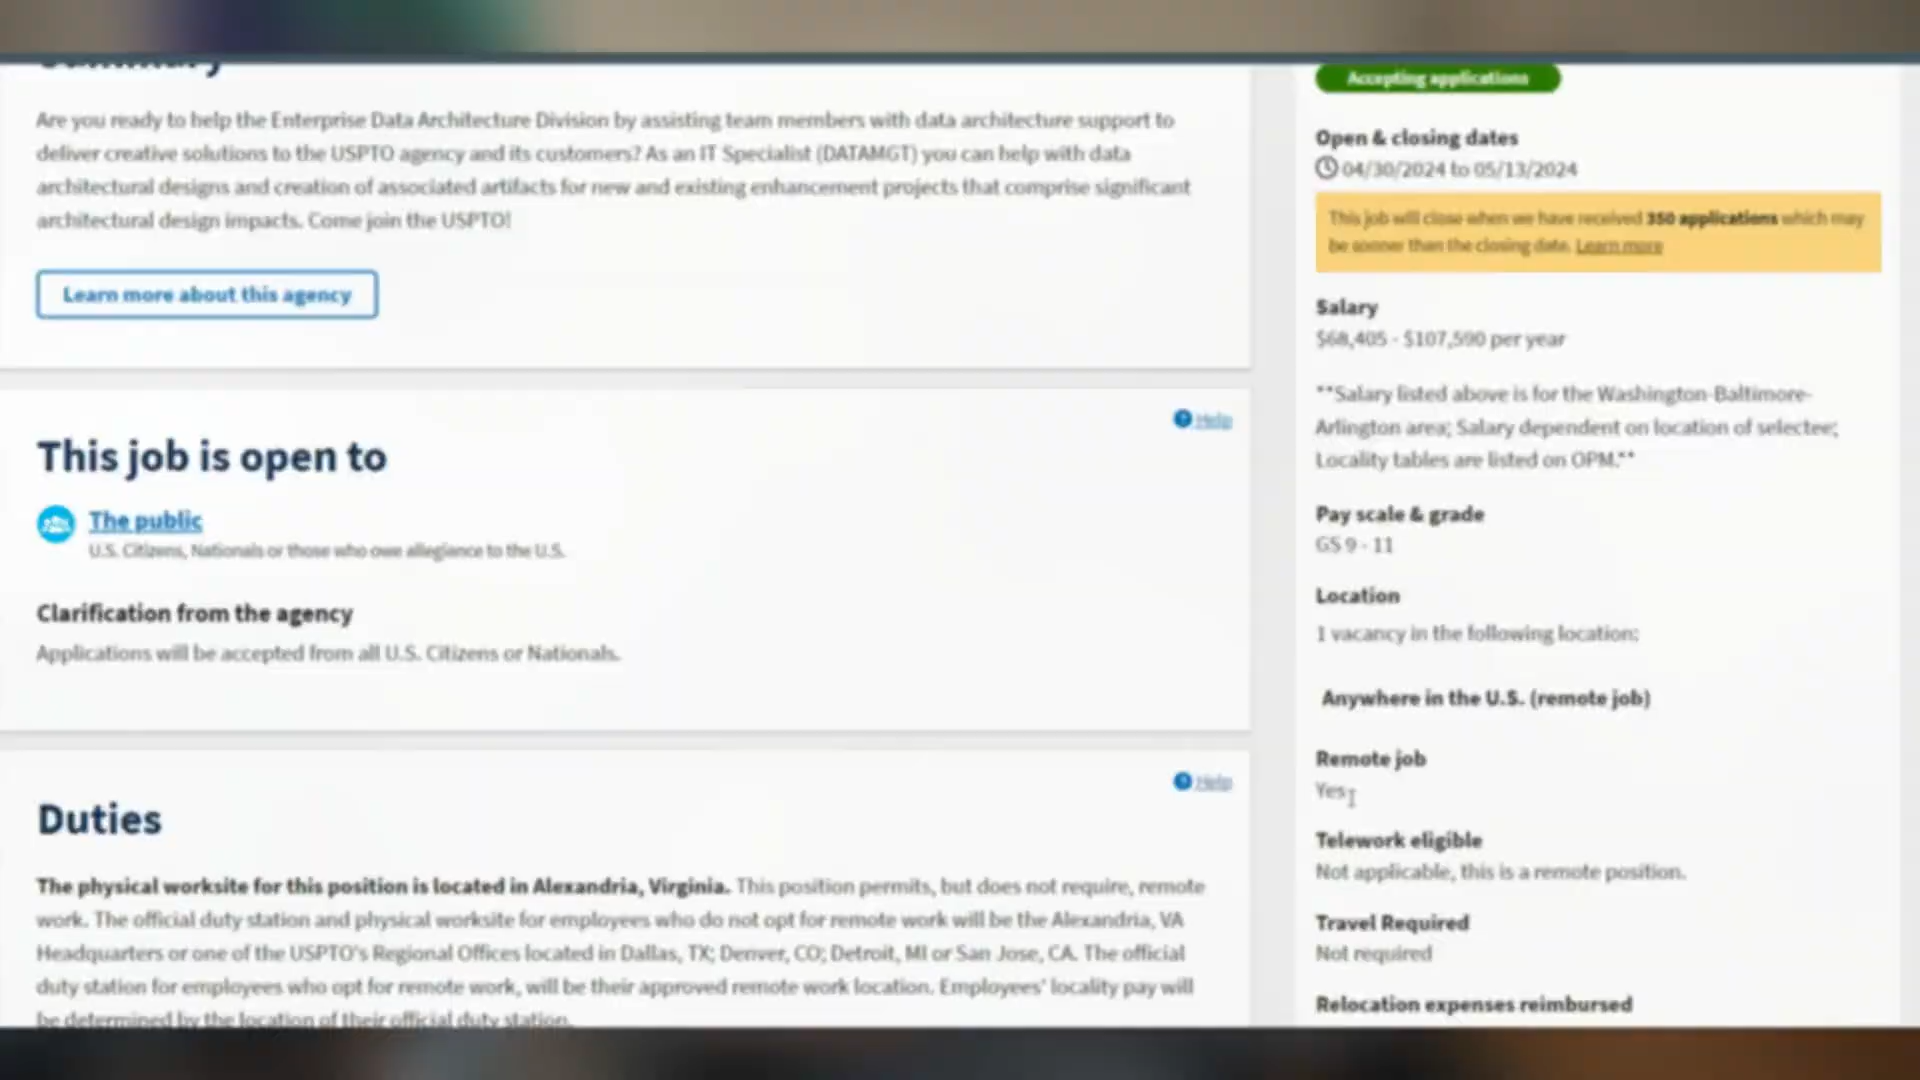 Summary
Are you ready to help the Enterprise Data Architecture Division by assisting team members with data architecture support to
deliver creative solutions to the USPTO agency and its customers? As an IT Specialist (DATAMGT) you can help with data
architectural designs and creation of associated artifacts for new and existing enhancement projects that comprise significant
architectural design impacts. Come join the USPTO!
Learn more about this agency
Help
This job is open to
The public
U.S. Citizens, Nationals or those who owe allegiance to the U.S.
Clarification from the agency
Applications will be accepted from all U.S. Citizens or Nationals.
Help
Duties
The physical worksite for this position is located in Alexandria, Virginia. This position permits, but does not require, remote
work. The official duty station and physical worksite for employees who do not opt for remote work will be the Alexandria, VA
Headquarters or one of the USPTO's Regional Offices located in Dallas, TX; Denver, CO; Detroit, MI or San Jose, CA. The official
duty station for employees who opt for remote work, will be their approved remote work location. Employees' locality pay will
be determined by the location of their official duty station.
Accepting applications
Open & closing dates
04/30/2024 to 05/13/2024
This job will close when we have received 350 applications which may
be sooner than the closing date. Learn more
Salary
$68,405 - $107,590 per year
**Salary listed above is for the Washington-Baltimore-
Arlington area; Salary dependent on location of selectee;
Locality tables are listed on OPM.**
Pay scale & grade
GS 9 - 11
Location
1 vacancy in the following location:
Anywhere in the U.S. (remote job)
Remote job
Yes
Telework eligible
Not applicable, this is a remote position.
Travel Required
Not required
Relocation expenses reimbursed